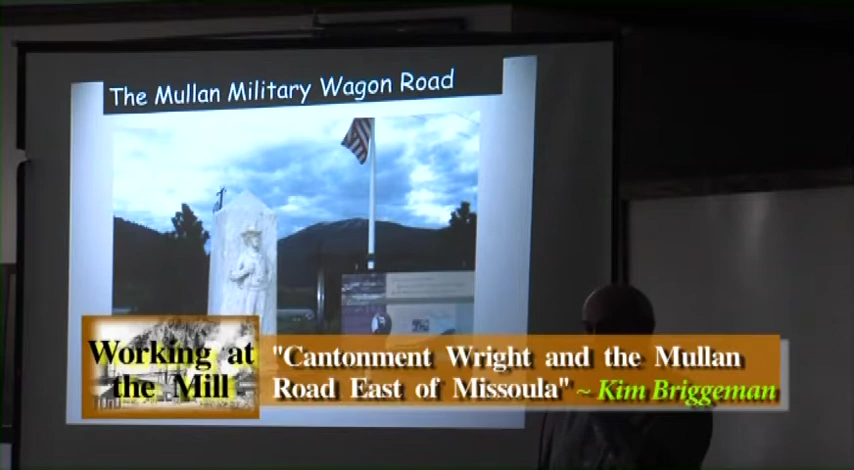 The Mullan Military Wagon Road
Working at
the Mill
"Cantonment Wright and the Mullan
Road East of Missoula" ~ Kim Briggeman